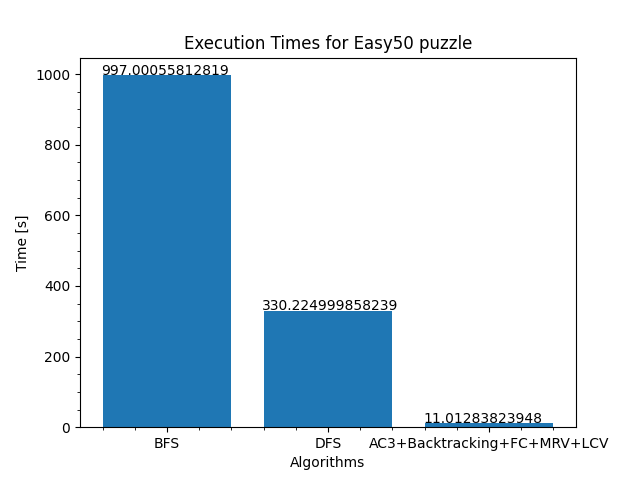 Execution Times for Easy50 puzzle
1000
800
600
400
200
0
Time [s]
997.00055812819
330.224999858239
11.01283823948
BFS
DFS
AC3+Backtracking+FC+MRV+LCV
Algorithms